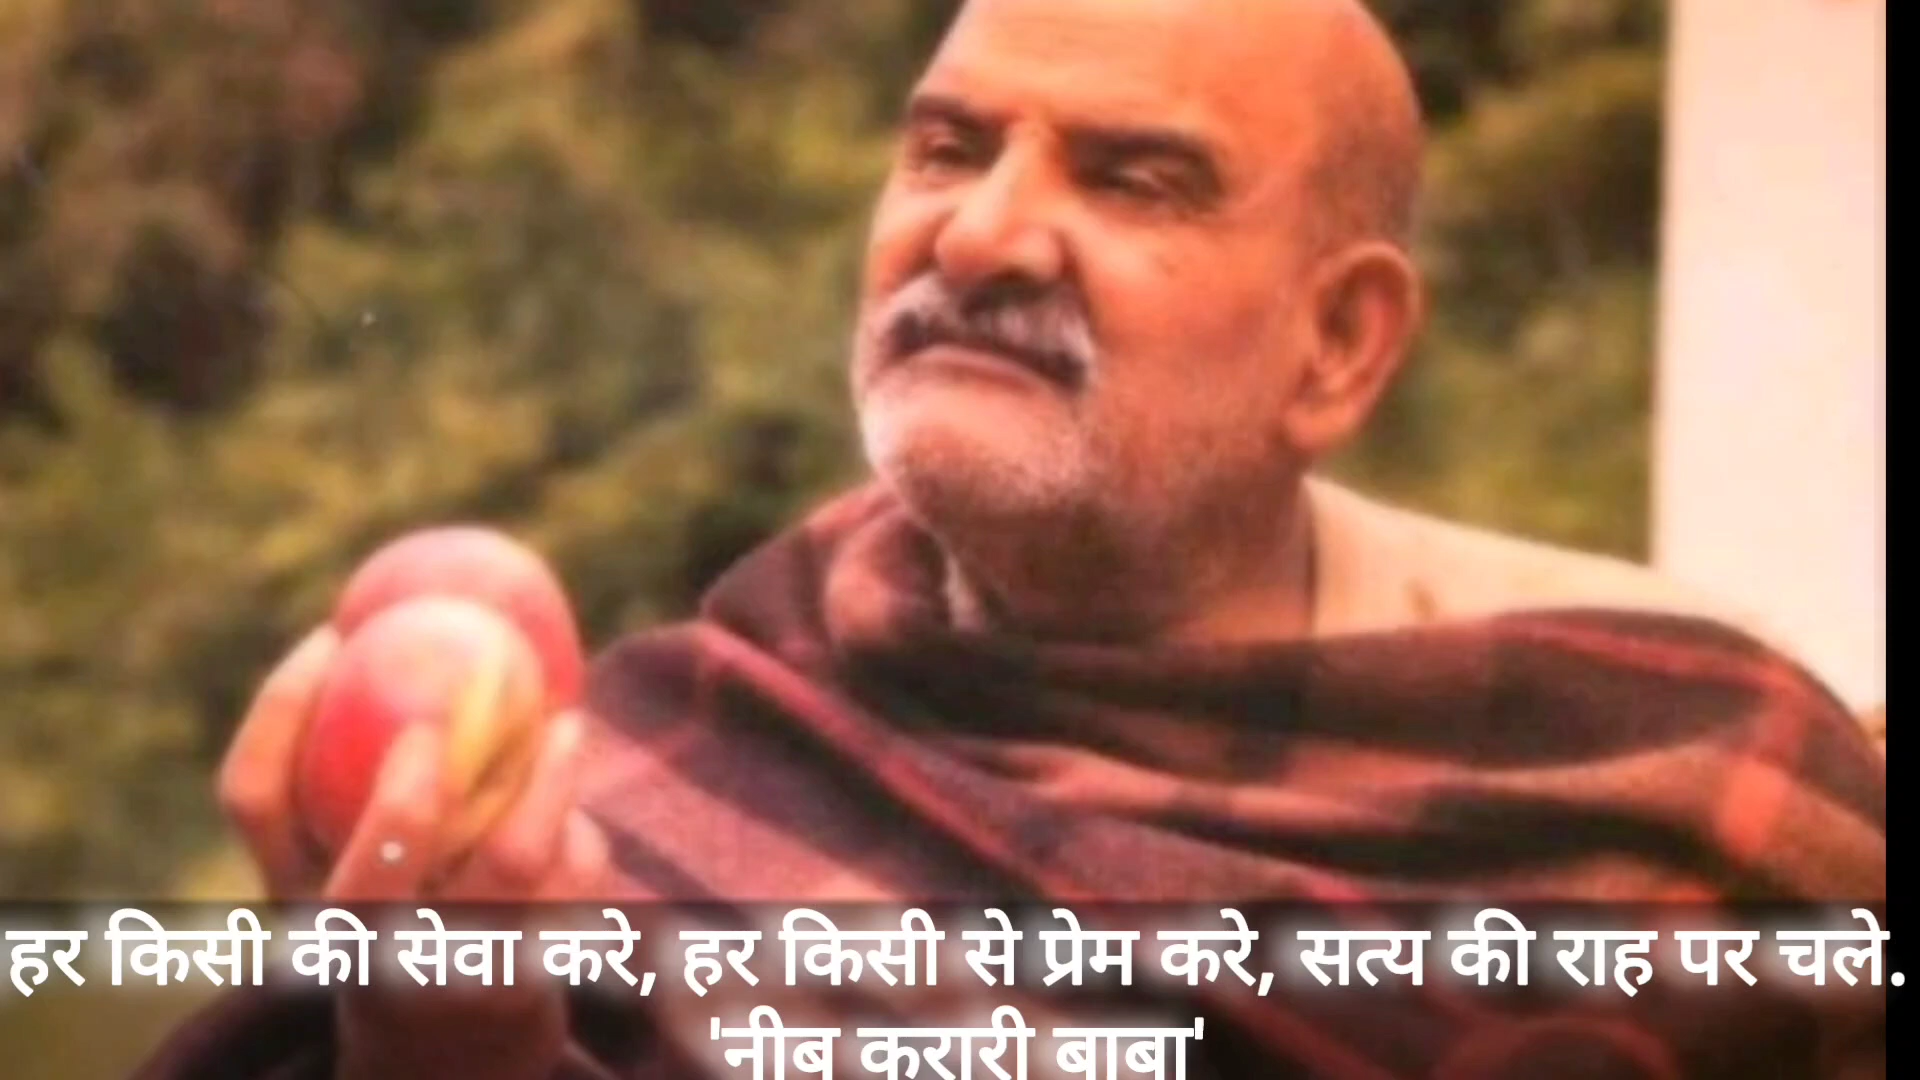 हर किसी की सेवा करे, हर किसी से प्रेम करे, सत्य की राह पर चले.
'नीब करारी बाबा'